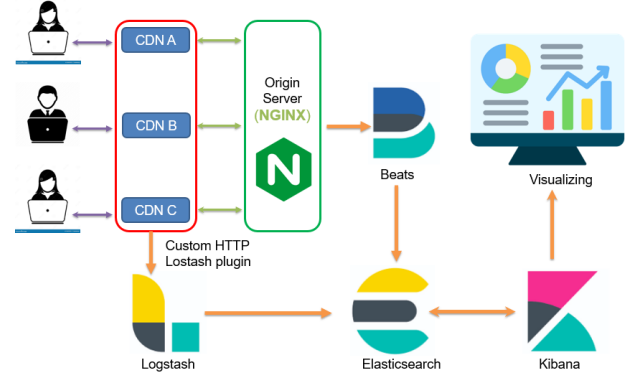 CDN A
CDN B
CDN C
Origin
Server
(NGINX)
N
Beats
Visualizing
Custom HTTP
Lostash plugin
Logstash
Elasticsearch
Kibana